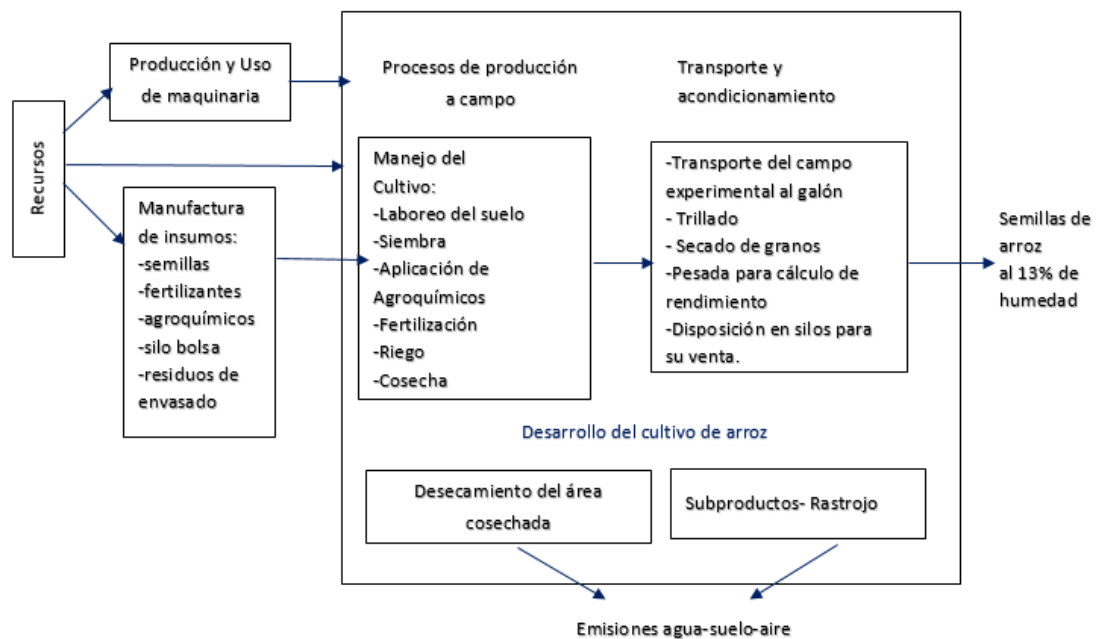 Recursos
Producción y Uso
de maquinaria
Manufactura
de insumos:
-semillas
-fertilizantes
-agroquímicos
-silo bolsa
-residuos de
envasado
Procesos de producción
a campo
Manejo del
Cultivo:
-Laboreo del suelo
-Siembra
-Aplicación de
Agroquímicos
-Fertilización
-Riego
-Cosecha
Transporte y
acondicionamiento
-Transporte del campo
experimental al galón
- Trillado
- Secado de granos
-Pesada para cálculo de
rendimiento
-Disposición en silos para
su venta.
Semillas de
arroz
al 13% de
humedad
Desarrollo del cultivo de arroz
Desecamiento del área
cosechada
Subproductos- Rastrojo
Emisiones agua-suelo-aire